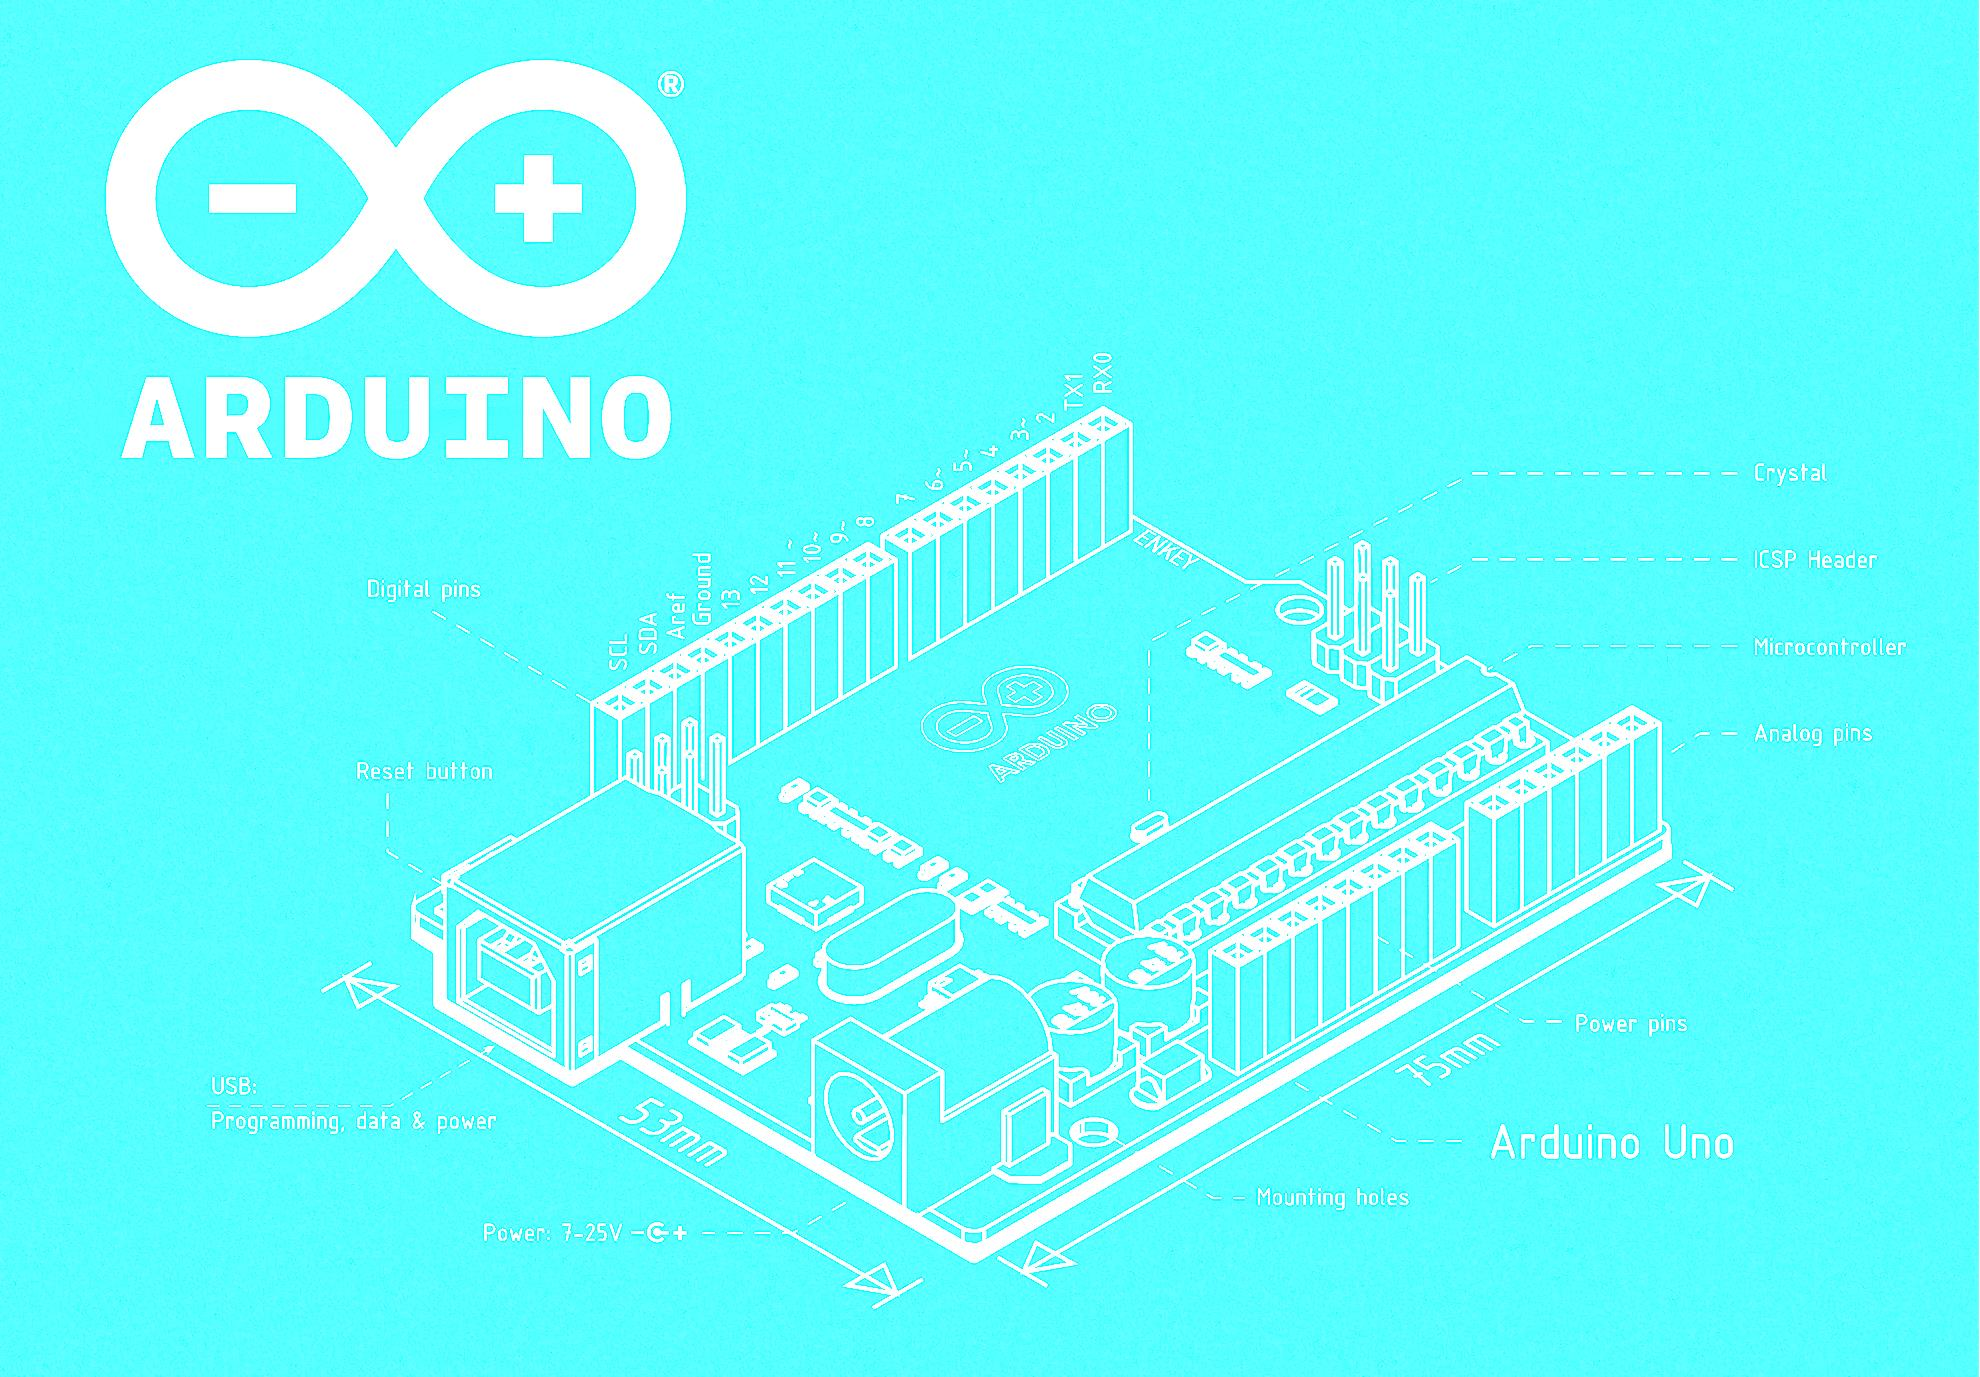 ®
ARDUINO
RX0
TX1
2
3~
4
5~
6~
7
8
9~
10~
11~
12
13
Ground
Aref
SDA
SCL
ENKEY
Crystal
ICSP Header
Microcontroller
Analog pins
Digital pins
ARDUINO
Reset button
Power pins
75mm
USB:
Programming, data & power
53mm
Arduino Uno
Mounting holes
Power: 7-25V